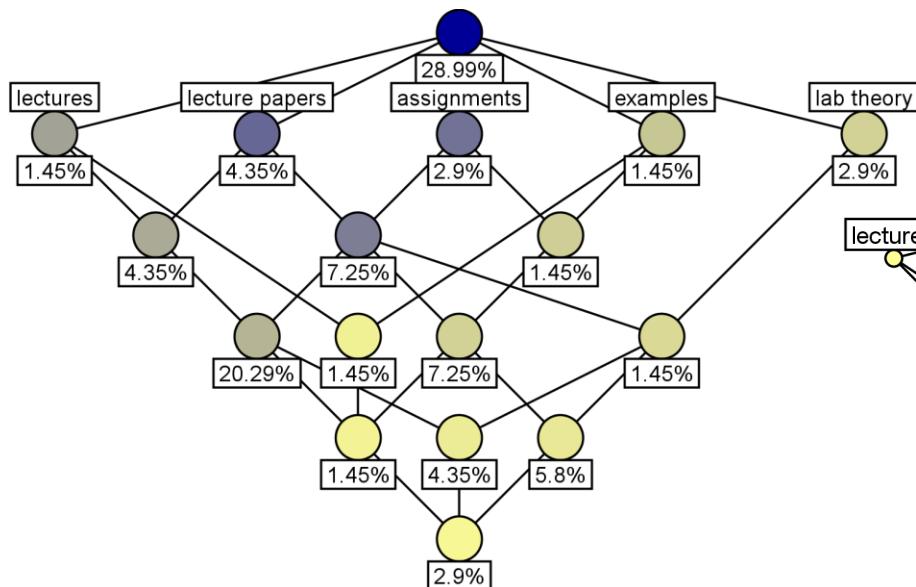 28.99%
lectures
lecture papers
assignments
examples
lab theory
1.45%
4.35%
2.9%
1.45%
2.9%
lecture
4.35%
7.25%
1.45%
20.29%
1.45%
7.25%
1.45%
1.45%
4.35%
5.8%
2.9%